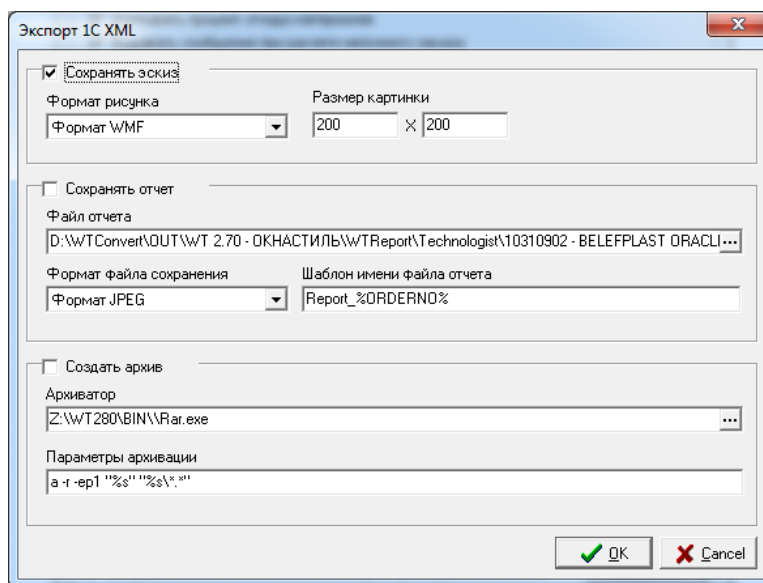 Экспорт 1С XML
Сохранять эскиз
Формат рисунка
Размер картинки
Формат WMF
200 X 200
Сохранять отчет
Файл отчета
D:\WTConvert\OUT\WT 2.70 - ОКНАСТИЛЬ\WTReport\Technologist\10310902 - BELEFPLAST ORACLI
...
Формат файла сохранения
Шаблон имени файла отчета
Формат JPEG
Report_%ORDERNO%
Создать архив
Архиватор
Z:\WT280\BIN\\Rar.exe
...
Параметры архивации
a -r -ep1 "%s" "%s\*.*"
OK
Cancel